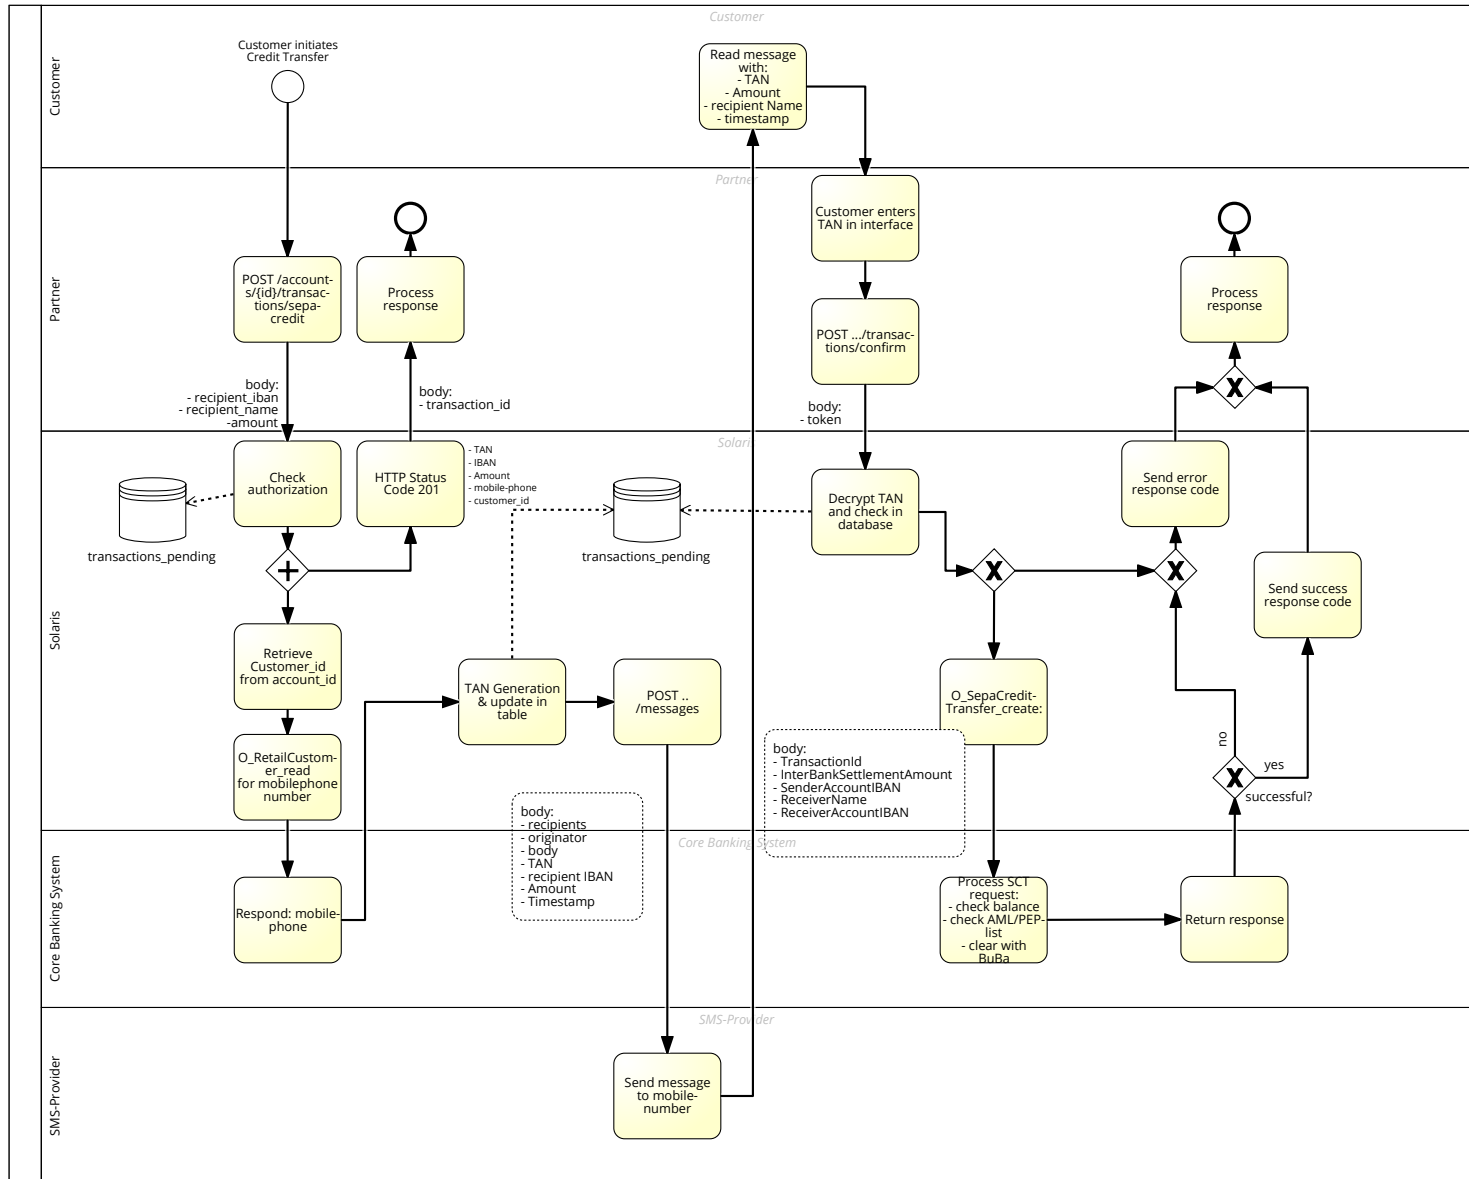 Customer
Customer
Customer initiates
Credit Transfer
Read message
with:
- TAN
- Amount
- recipient Name
- timestamp
Partner
Partner
Customer enters
TAN in interface
POST /account-
s/{id}/transac-
tions/sepa-
credit
Process
response
POST .../transac-
tions/confirm
Process
response
body:
- recipient_iban
- recipient_name
-amount
body:
- transaction_id
body:
- token
Solaris
Solaris
Check
authorization
HTTP Status
Code 201
- TAN
- IBAN
- Amount
- mobile-phone
- customer_id
transactions_pending
transactions_pending
Decrypt TAN
and check in
database
Send error
response code
Send success
response code
Retrieve
Customer_id
from account_id
TAN Generation
& update in
table
POST ..
/messages
O_SepaCredit-
Transfer_create:
O_RetailCustom-
er_read
for mobilephone
number
body:
- TransactionId
- InterBankSettlementAmount
- SenderAccountIBAN
- ReceiverName
- ReceiverAccountIBAN
no
yes
successful?
body:
- recipients
- originator
- body
- TAN
- recipient IBAN
- Amount
- Timestamp
Core Banking System
Core Banking System
Respond: mobile-
phone
Process SCT
request:
- check balance
- check AML/PEP-
list
- clear with
BuBa
Return response
SMS-Provider
SMS-Provider
Send message
to mobile-
number